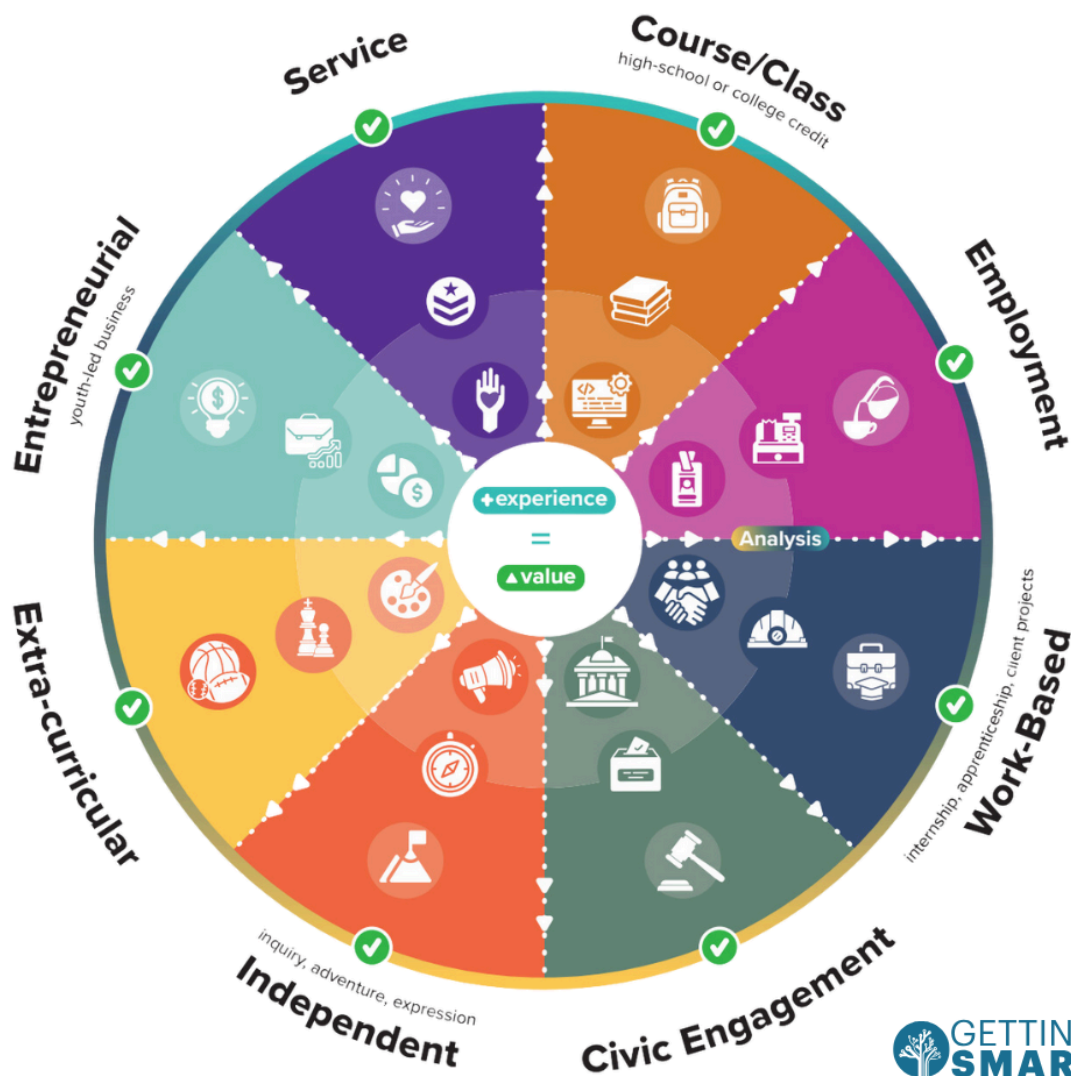 Service
Course/Class
high-school or college credit
Entrepreneurial
youth-led business
Employment
+experience
=
▲value
Analysis
Extra-curricular
Work-Based
internship, apprenticeship, client projects
Independent
inquiry, adventure, expression
Civic Engagement
GETTIN
SMAR